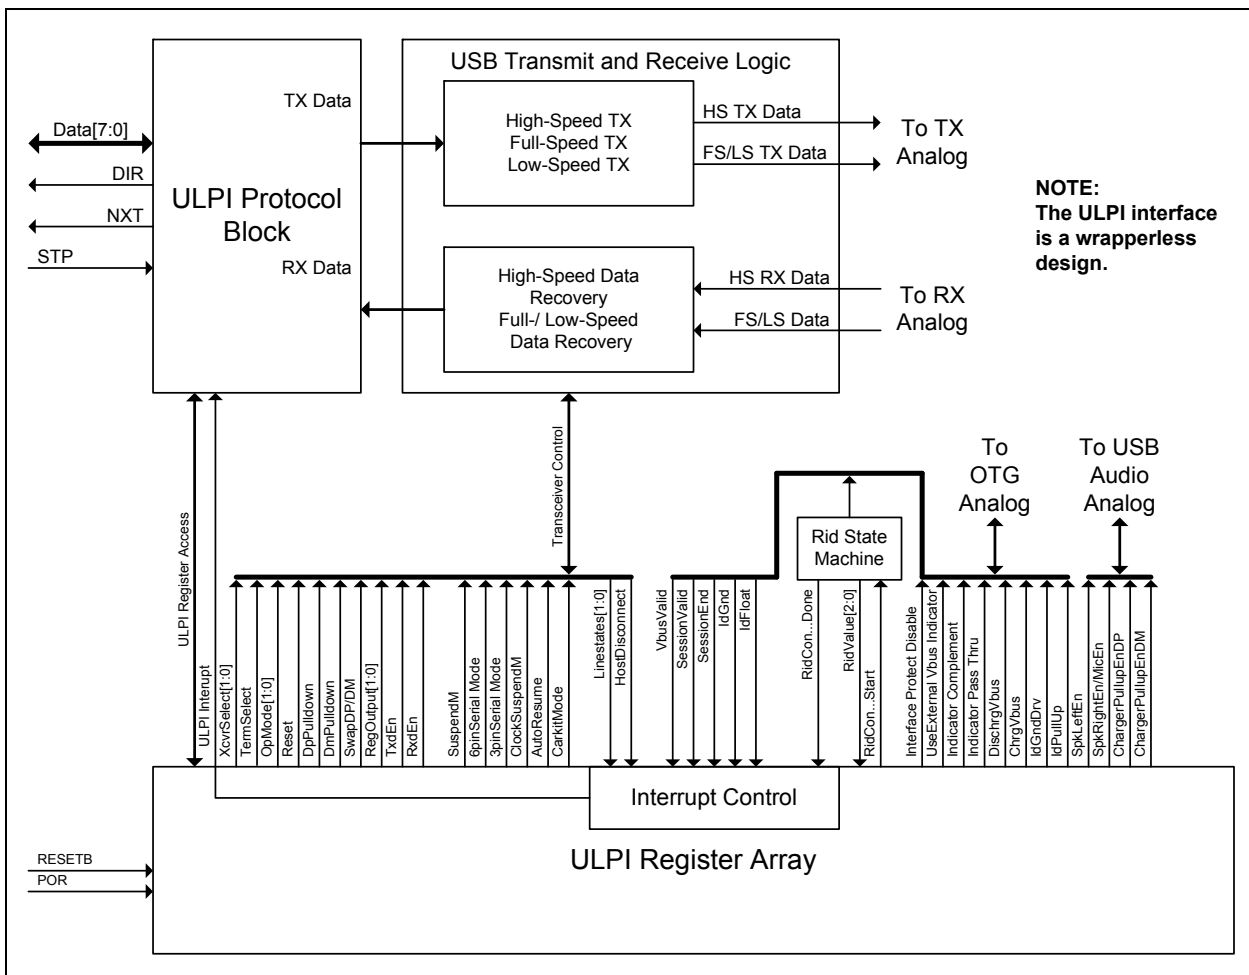 USB Transmit and Receive Logic
TX Data
Data[7:0]
DIR
NXT
STP
ULPI Protocol
Block
RX Data
High-Speed TX
Full-Speed TX
Low-Speed TX
HS TX Data
FS/LS TX Data
To TX
Analog
High-Speed Data
Recovery
Full-/ Low-Speed
Data Recovery
HS RX Data
FS/LS Data
To RX
Analog
NOTE:
The ULPI interface
is a wrapperless
design.
ULPI Register Access
ULPI Interupt
Transceiver Control
To
OTG
Analog
To USB
Audio
Analog
Rid State
Machine
XcvrSelect[1:0]
TermSelect
OpMode[1:0]
Reset
DpPulldown
DmPulldown
SwapDP/DM
RegOutput[1:0]
TxdEn
RxdEn
SuspendM
6pinSerial Mode
3pinSerial Mode
ClockSuspendM
AutoResume
CarkitMode
Linestates[1:0]
HostDisconnect
VbusValid
SessionValid
SessionEnd
IdGnd
IdFloat
RidCon...Done
RidValue[2:0]
RidCon...Start
Interface Protect Disable
UseExternal Vbus Indicator
Indicator Complement
Indicator Pass Thru
DischrgVbus
ChrgVbus
IdGndDrv
IdPullUp
SpkLeftEn
SpkRightEn/MicEn
ChargerPullupEnDP
ChargerPullupEnDM
Interrupt Control
ULPI Register Array
RESETB
POR